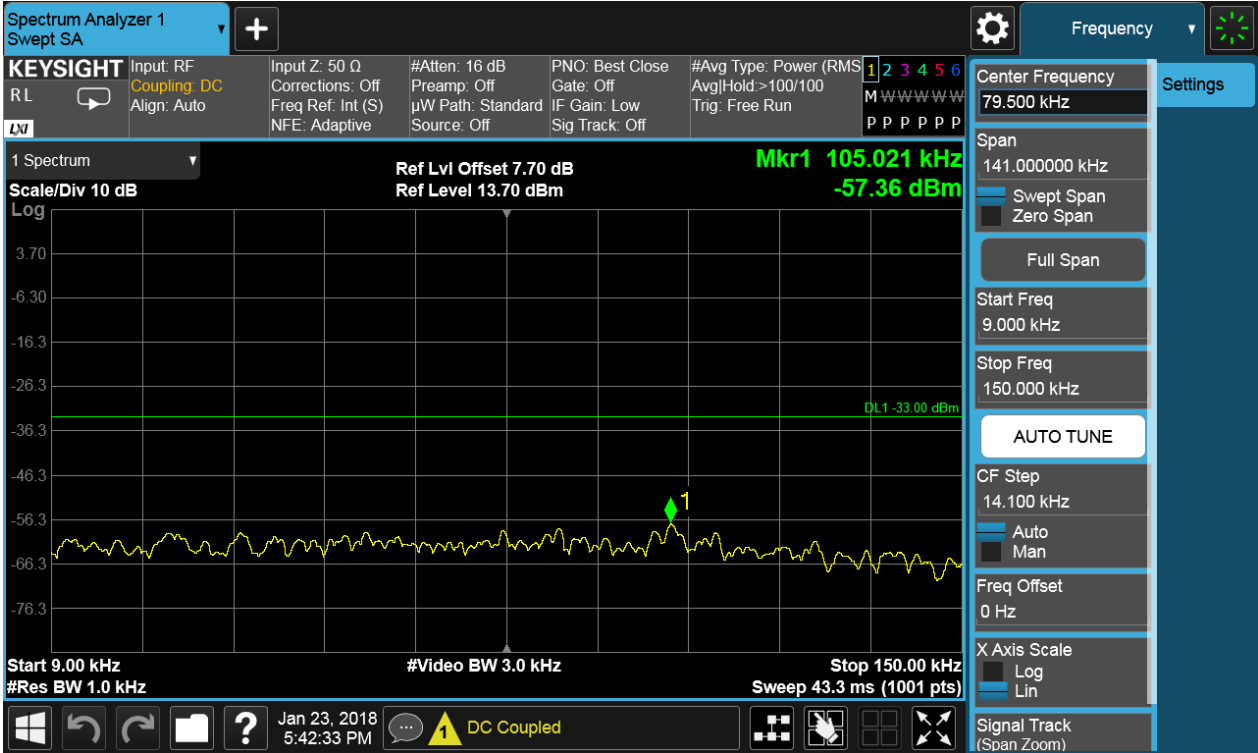 Spectrum Analyzer 1
Swept SA
+
Frequency
KEYSIGHT
R L
LXI
Input: RF
Coupling: DC
Align: Auto
Input Z: 50 Ω
Corrections: Off
Freq Ref: Int (S)
NFE: Adaptive
#Atten: 16 dB
Preamp: Off
µW Path: Standard
Source: Off
PNO: Best Close
Gate: Off
IF Gain: Low
Sig Track: Off
#Avg Type: Power (RMS
Avg|Hold:>100/100
Trig: Free Run
1 2 3 4 5 6
M W W W W W
P P P P P P
1 Spectrum
Scale/Div 10 dB
Ref Lvl Offset 7.70 dB
Ref Level 13.70 dBm
Mkr1 105.021 kHz
-57.36 dBm
Log
3.70
-6.30
-16.3
-26.3
DL1 -33.00 dBm
-36.3
-46.3
1
-56.3
-66.3
-76.3
Start 9.00 kHz
#Video BW 3.0 kHz
Stop 150.00 kHz
#Res BW 1.0 kHz
Sweep 43.3 ms (1001 pts)
Center Frequency
79.500 kHz
Span
141.000000 kHz
Swept Span
Zero Span
Full Span
Start Freq
9.000 kHz
Stop Freq
150.000 kHz
AUTO TUNE
CF Step
14.100 kHz
Auto
Man
Freq Offset
0 Hz
X Axis Scale
Log
Lin
Signal Track
(Span Zoom)
Settings
?
Jan 23, 2018
5:42:33 PM
1
DC Coupled